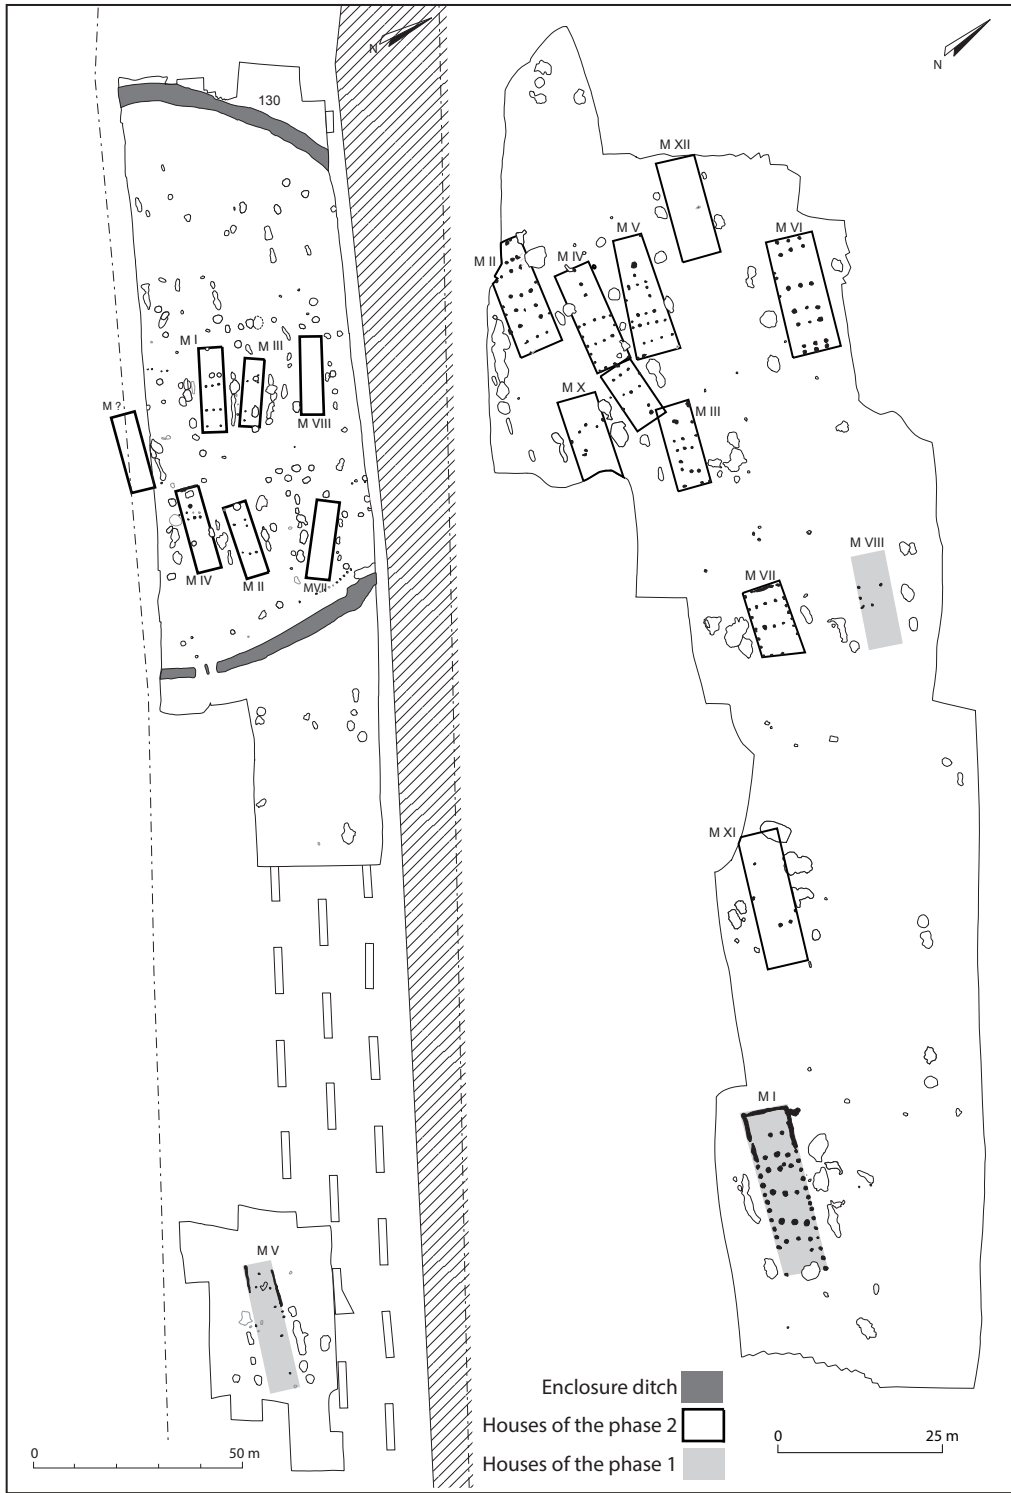 N
130
M I
M III
M VIII
M ?
M IV
M II
MVII
M V
0
50 m
N
M XII
M II
M IV
M V
M VI
M X
M III
M VII
M VIII
M XI
M I
Enclosure ditch
Houses of the phase 2
Houses of the phase 1
0
25 m